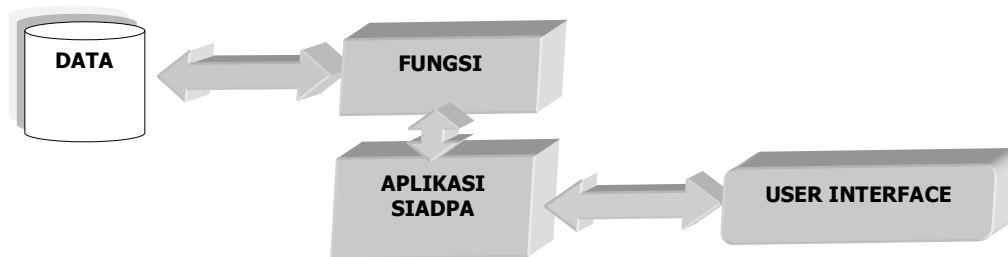 DATA
FUNGSI
APLIKASI
SIADPA
USER INTERFACE